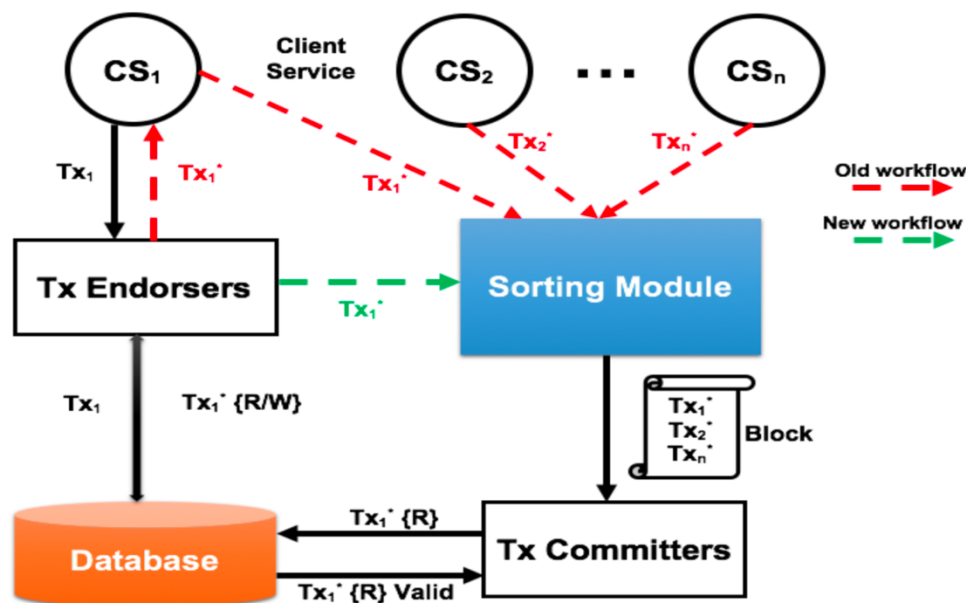 CS₁
Client
Service
CS₂
...
CSₙ
Tx₁
Tx₁*
Tx₁*
Tx₂*
Txₙ*
Old workflow
New workflow
Tx Endorsers
Tx₁*
Sorting Module
Tx₁
Tx₁* {R/W}
Tx₁*
Tx₂*
Txₙ*
Block
Database
Tx₁* {R}
Tx₁* {R} Valid
Tx Committers